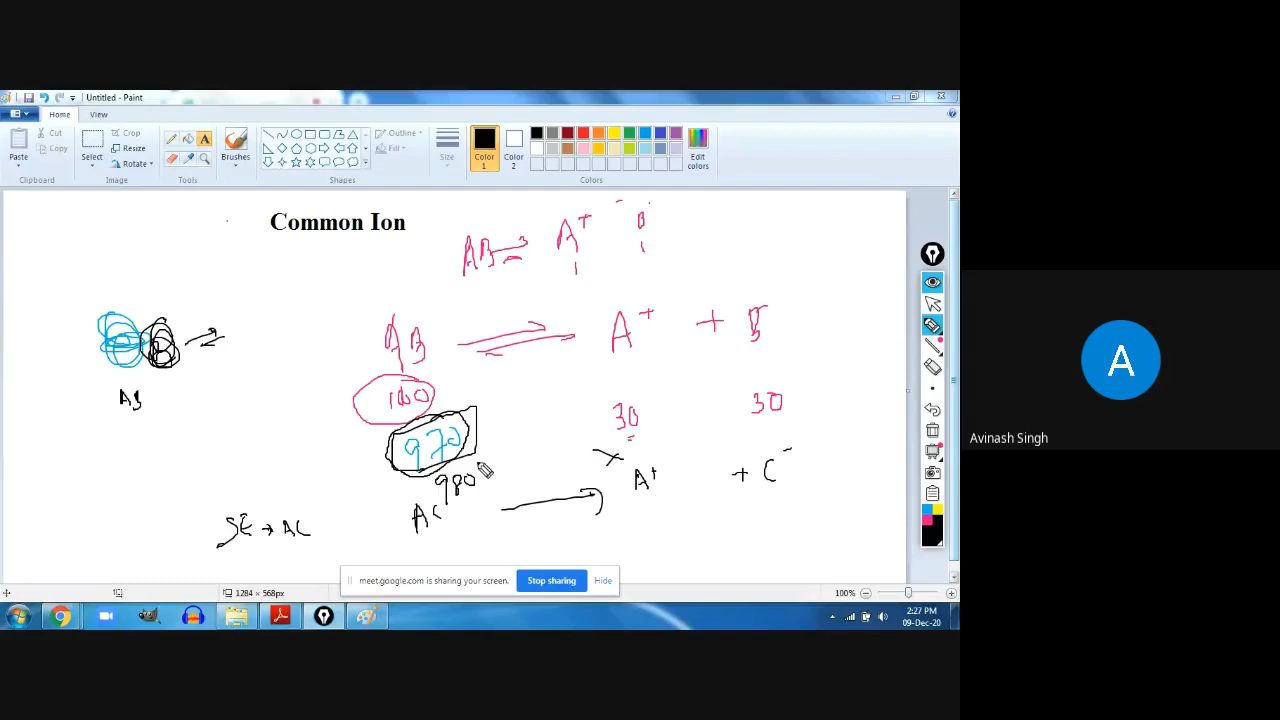 Untitled - Paint
Home View
Paste
Cut
Copy
Clipboard
Select
Crop
Resize
Rotate
Image
Tools
Brushes
Shapes
Outline
Fill
Size
Color 1
Color 2
Edit colors
Colors
Common Ion
AB ⇌ A+ B
AB ⇌ A+ + B
100
30 30
970
980
A+ + C-
AC →
SE → AC
AB
B
meet.google.com is sharing your screen. Stop sharing Hide
1284 × 568px 100%
2:27 PM
09-Dec-20
A
Avinash Singh